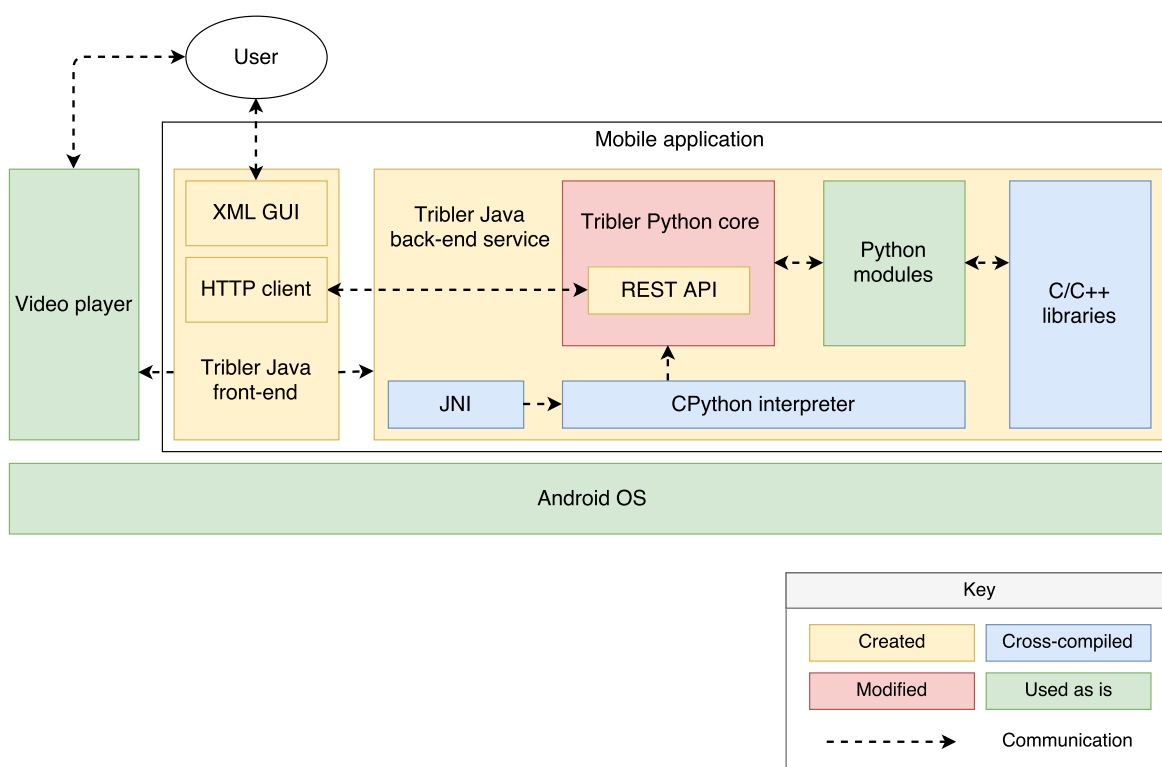 User
Mobile application
XML GUI
Tribler Java
back-end service
Tribler Python core
Python
modules
HTTP client
REST API
Video player
C/C++
libraries
Tribler Java
front-end
JNI
CPython interpreter
Android OS
Key
Created
Cross-compiled
Modified
Used as is
Communication